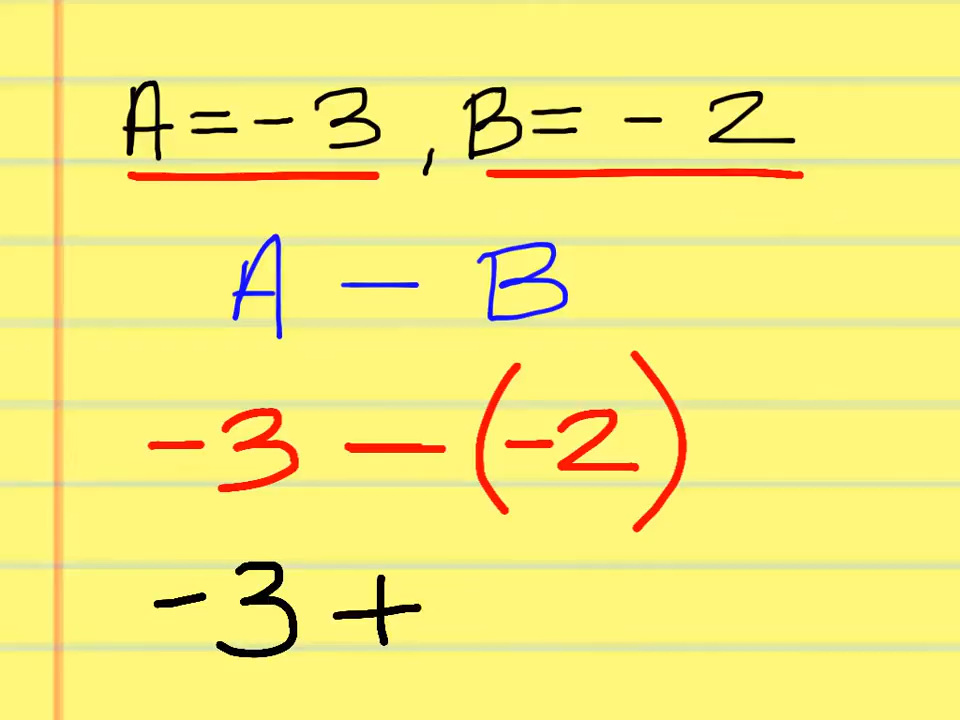 A = - 3 , B = - 2
A - B
-3 - (-2)
-3 +